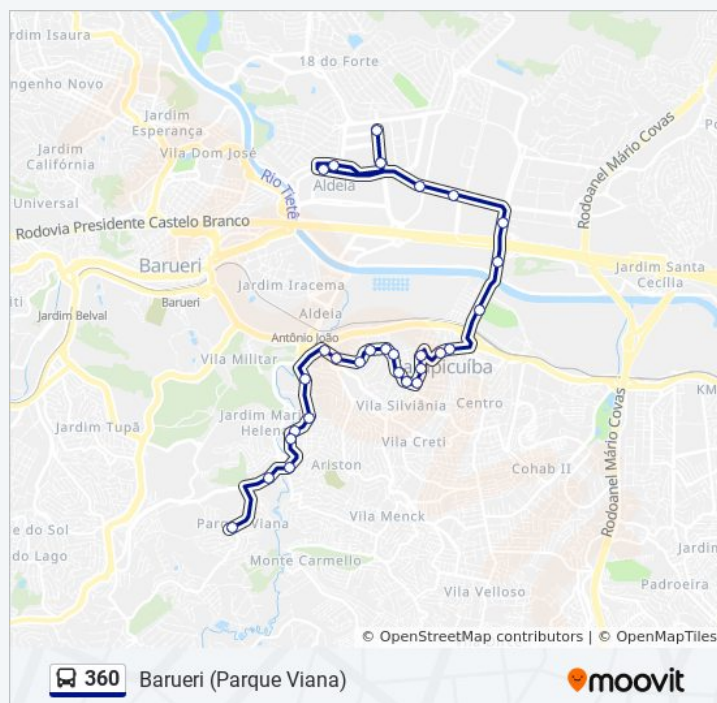 rdim Isaura
18 do Forte
ngenho Novo
Jardim
Esperança
Jardim
Califórnia
Vila Dom José
Rio Tietê
Aldeia
Universal
Rodovia Presidente Castelo Branco
Rodoanel Mário Covas
Barueri
Jardim Santa
Cecília
Jardim Iracema
Barueri
Jardim Belval
Aldeia
Antônio João
Vila Militar
Vila Silviânia
Centro
KM
Jardim Tupã
Jardim Mar
Helen
Vila Creti
Cohab II
Rodoanel Mário Covas
Ariston
e do Sol
do Lago
Parque Viana
Vila Menck
Jardim
Monte Carmello
Padroeira
Vila Velloso
© OpenStreetMap contributors | © OpenMapTiles
360 Barueri (Parque Viana)
moovit